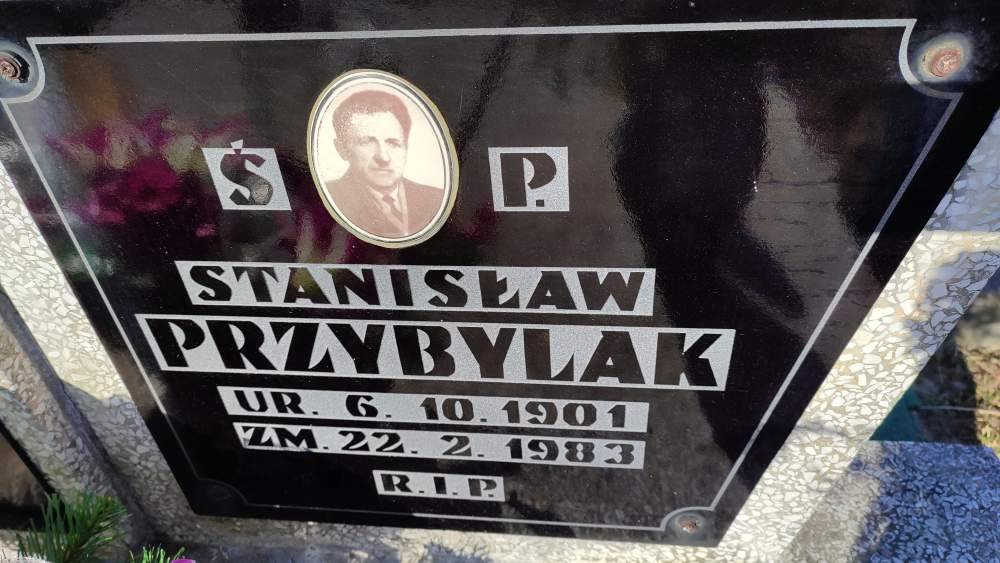 Ś P.
STANISŁAW
PRZYBYLAK
UR. 6. 10. 1901
ZM. 22. 2. 1983
R.I.P.